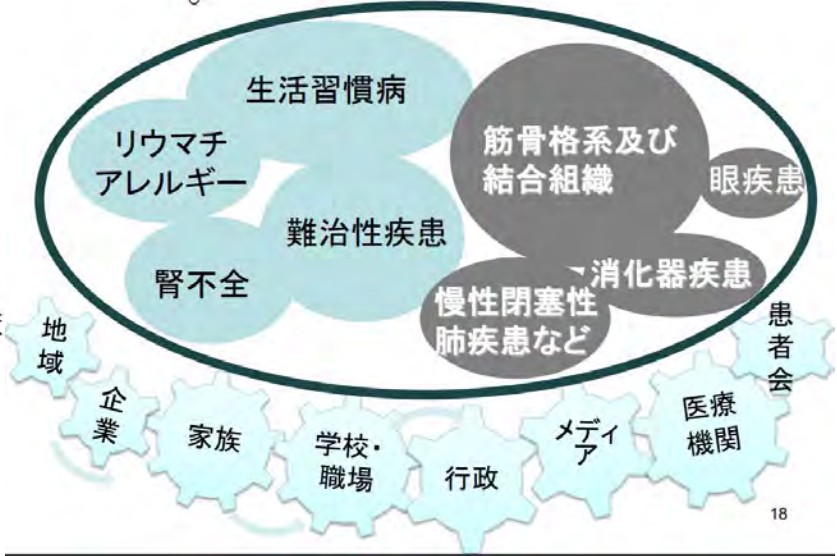 生活習慣病
リウマチ
アレルギー
難治性疾患
腎不全
筋骨格系及び
結合組織
眼疾患
消化器疾患
慢性閉塞性
肺疾患など
地域
企業
家族
学校・
職場
行政
メディ
ア
医療
機関
患者会
18